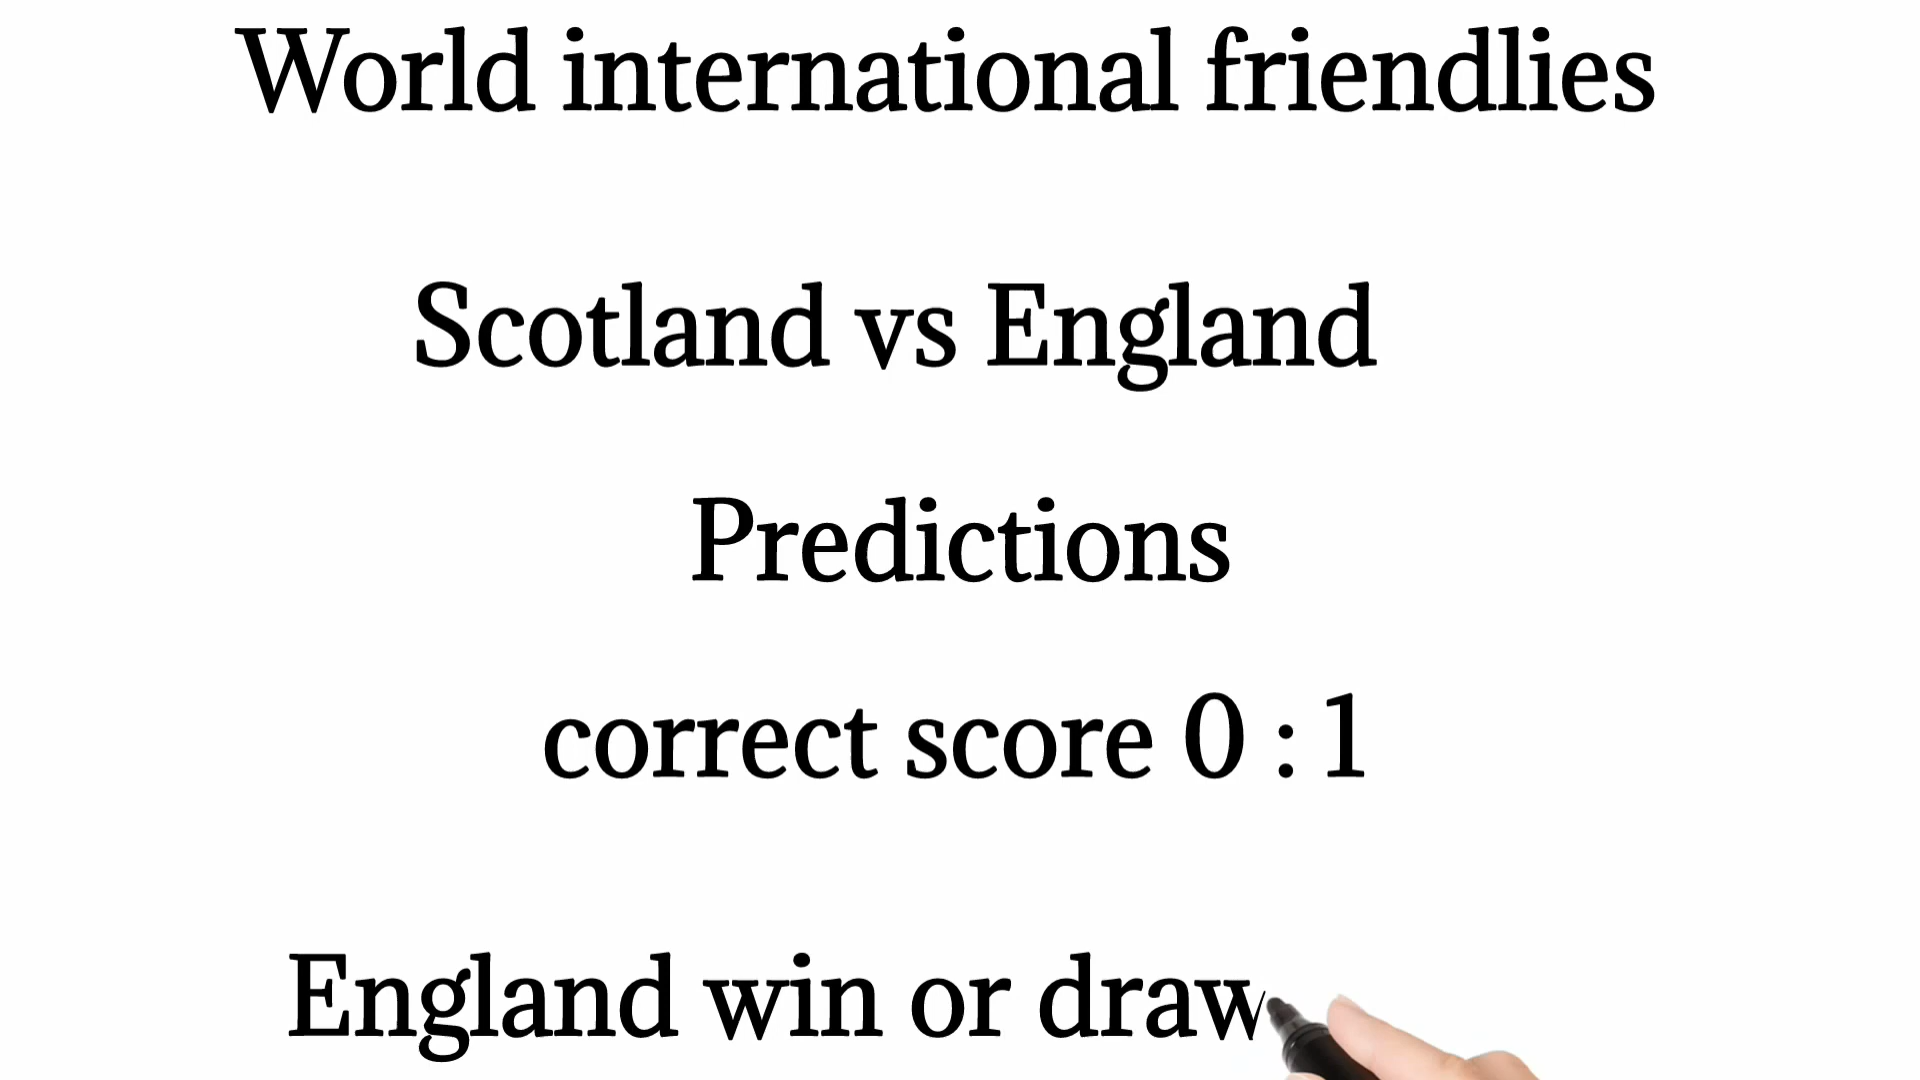 World international friendlies
Scotland vs England
Predictions
correct score 0 : 1
England win or draw